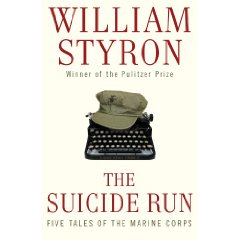 WILLIAM
STYRON
Winner of the Pulitzer Prize
THE
SUICIDE RUN
FIVE TALES OF THE MARINE CORPS